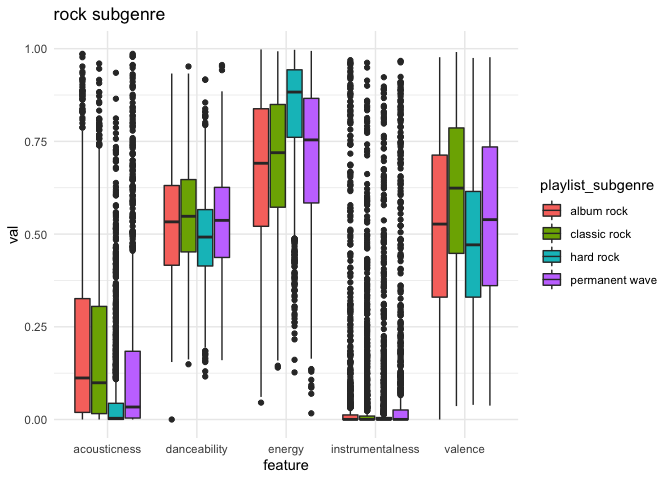 rock subgenre
1.00
0.75
0.50
0.25
0.00
val
acousticness danceability energy instrumentalness valence
feature
playlist_subgenre
album rock
classic rock
hard rock
permanent wave